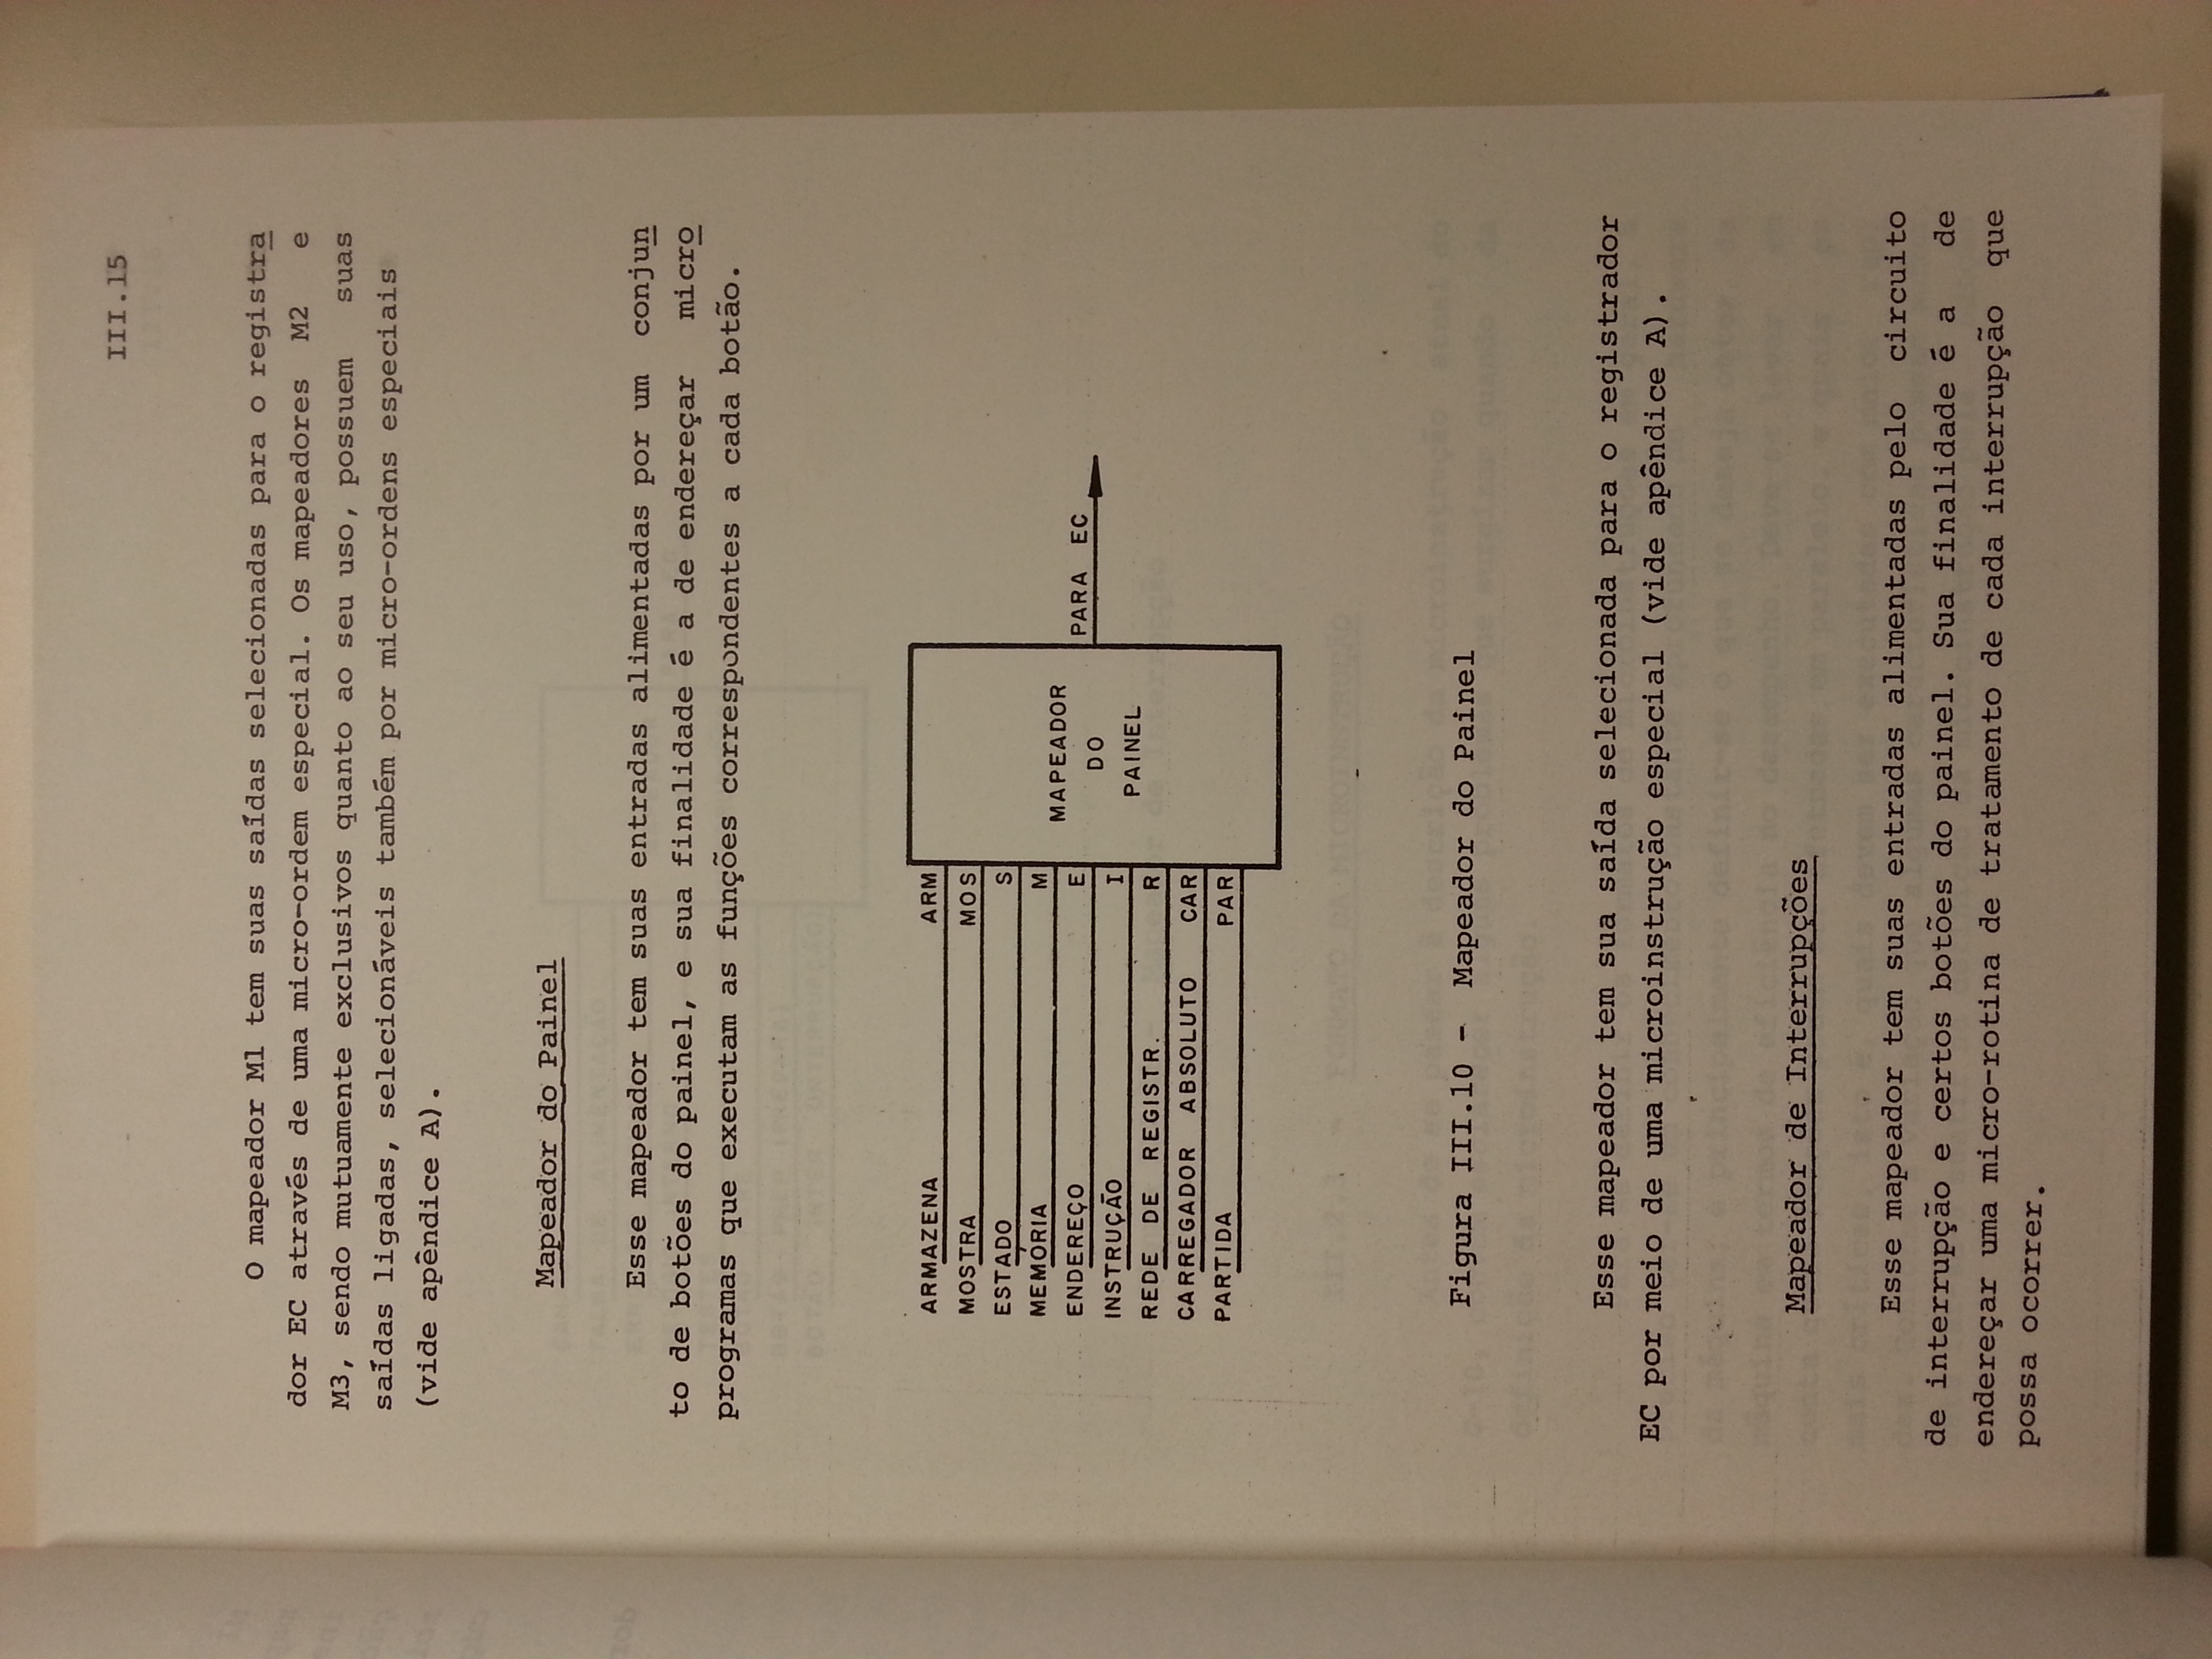 III.15
O mapeador M1 tem suas saídas selecionadas para o registra
dor EC através de uma micro-ordem especial. Os mapeadores M2 e
M3, sendo mutuamente exclusivos quanto ao seu uso, possuem suas
saídas ligadas, selecionáveis também por micro-ordens especiais
(vide apêndice A).
Mapeador do Painel
Esse mapeador tem suas entradas alimentadas por um conjun
to de botões do painel, e sua finalidade é a de endereçar micro
programas que executam as funções correspondentes a cada botão.
ARMAZENA ARM
MOSTRA MOS
ESTADO S
MEMÓRIA M
ENDEREÇO E
INSTRUÇÃO I
REDE DE REGISTR. R
CARREGADOR ABSOLUTO CAR
PARTIDA PAR
MAPEADOR
DO
PAINEL
PARA EC
Figura III.10 - Mapeador do Painel
Esse mapeador tem sua saída selecionada para o registrador
EC por meio de uma microinstrução especial (vide apêndice A).
Mapeador de Interrupções
Esse mapeador tem suas entradas alimentadas pelo circuito
de interrupção e certos botões do painel. Sua finalidade é a de
endereçar uma micro-rotina de tratamento de cada interrupção que
possa ocorrer.